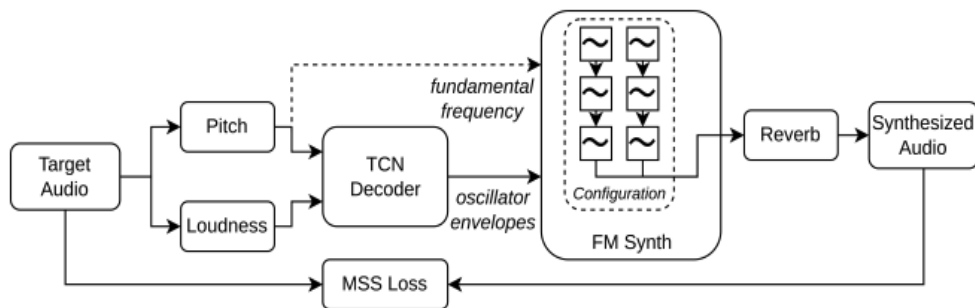 Target
Audio
Pitch
Loudness
fundamental
frequency
TCN
Decoder
oscillator
envelopes
Configuration
FM Synth
Reverb
Synthesized
Audio
MSS Loss